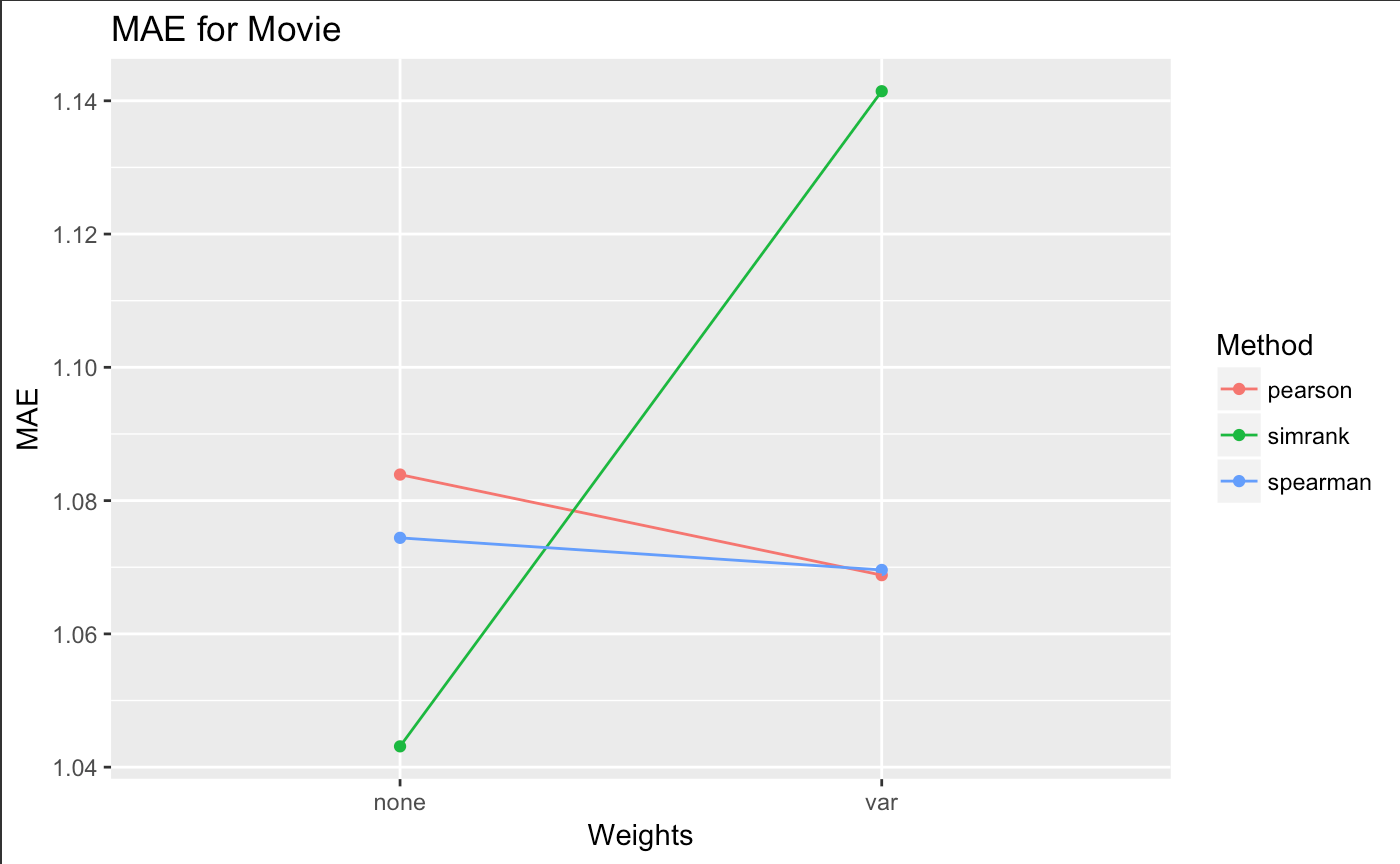 MAE for Movie
MAE
1.14
1.12
1.10
1.08
1.06
1.04
none
var
Weights
Method
pearson
simrank
spearman